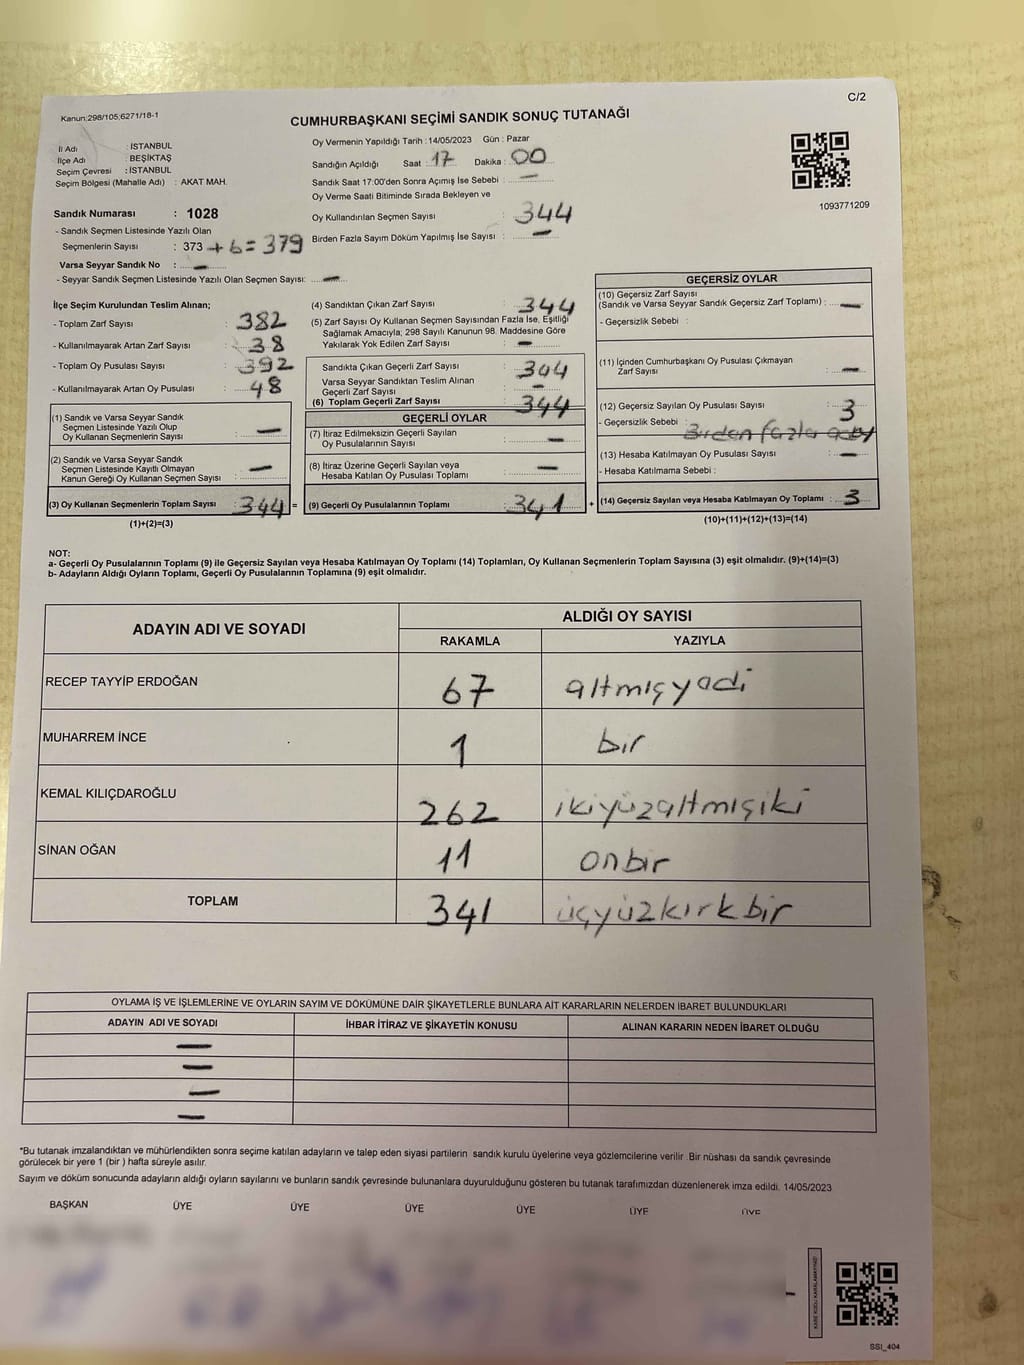 C/2
Kanun:298/105;6271/18-1
CUMHURBAŞKANI SEÇİMİ SANDIK SONUÇ TUTANAĞI
İl Adı : İSTANBUL
İlçe Adı : BEŞİKTAŞ
Seçim Çevresi : İSTANBUL
Seçim Bölgesi (Mahalle Adı) : AKAT MAH.
Sandık Numarası : 1028
- Sandık Seçmen Listesinde Yazılı Olan
Seçmenlerin Sayısı : 373 + 6 = 379
Varsa Seyyar Sandık No : —
- Seyyar Sandık Seçmen Listesinde Yazılı Olan Seçmen Sayısı: —
Oy Vermenin Yapıldığı Tarih : 14/05/2023 Gün : Pazar
Sandığın Açıldığı Saat : 17 Dakika : 00
Sandık Saat 17:00'den Sonra Açımış İse Sebebi : —
Oy Verme Saati Bitiminde Sırada Bekleyen ve
Oy Kullandırılan Seçmen Sayısı : 344
Birden Fazla Sayım Döküm Yapılmış İse Sayısı : —
1093771209
İlçe Seçim Kurulundan Teslim Alınan;
- Toplam Zarf Sayısı : 382
- Kullanılmayarak Artan Zarf Sayısı : 38
- Toplam Oy Pusulası Sayısı : 392
- Kullanılmayarak Artan Oy Pusulası : 48
(1) Sandık ve Varsa Seyyar Sandık
Seçmen Listesinde Yazılı Olup
Oy Kullanan Seçmenlerin Sayısı : —
(2) Sandık ve Varsa Seyyar Sandık
Seçmen Listesinde Kayıtlı Olmayan
Kanun Gereği Oy Kullanan Seçmen Sayısı : —
(3) Oy Kullanan Seçmenlerin Toplam Sayısı : 344 =
(1)+(2)=(3)
(4) Sandıktan Çıkan Zarf Sayısı : 344
(5) Zarf Sayısı Oy Kullanan Seçmen Sayısından Fazla İse, Eşitliği
Sağlamak Amacıyla; 298 Sayılı Kanunun 98. Maddesine Göre
Yakılarak Yok Edilen Zarf Sayısı : —
Sandıkta Çıkan Geçerli Zarf Sayısı : 344
Varsa Seyyar Sandıktan Teslim Alınan
Geçerli Zarf Sayısı : —
(6) Toplam Geçerli Zarf Sayısı : 344
GEÇERLİ OYLAR
(7) İtiraz Edilmeksizin Geçerli Sayılan
Oy Pusulalarının Sayısı : —
(8) İtiraz Üzerine Geçerli Sayılan veya
Hesaba Katılan Oy Pusulası Toplamı : —
(9) Geçerli Oy Pusulalarının Toplamı : 341 +
GEÇERSİZ OYLAR
(10) Geçersiz Zarf Sayısı
(Sandık ve Varsa Seyyar Sandık Geçersiz Zarf Toplamı) : —
- Geçersizlik Sebebi :
(11) İçinden Cumhurbaşkanı Oy Pusulası Çıkmayan
Zarf Sayısı : —
(12) Geçersiz Sayılan Oy Pusulası Sayısı : 3
- Geçersizlik Sebebi : Birden fazla
(13) Hesaba Katılmayan Oy Pusulası Sayısı : —
- Hesaba Katılmama Sebebi :
(14) Geçersiz Sayılan veya Hesaba Katılmayan Oy Toplamı : 3
(10)+(11)+(12)+(13)=(14)
NOT:
a- Geçerli Oy Pusulalarının Toplamı (9) ile Geçersiz Sayılan veya Hesaba Katılmayan Oy Toplamı (14) Toplamları, Oy Kullanan Seçmenlerin Toplam Sayısına (3) eşit olmalıdır. (9)+(14)=(3)
b- Adayların Aldığı Oyların Toplamı, Geçerli Oy Pusulalarının Toplamına (9) eşit olmalıdır.
ADAYIN ADI VE SOYADI
ALDIĞI OY SAYISI
RAKAMLA YAZIYLA
RECEP TAYYİP ERDOĞAN 67 altmışyadi
MUHARREM İNCE 1 bir
KEMAL KILIÇDAROĞLU 262 ikiyüzaltmışiki
SİNAN OĞAN 11 onbir
TOPLAM 341 üçyüzkırkbir
OYLAMA İŞ VE İŞLEMLERİNE VE OYLARIN SAYIM VE DÖKÜMÜNE DAİR ŞİKAYETLERLE BUNLARA AİT KARARLARIN NELERDEN İBARET BULUNDUKLARI
ADAYIN ADI VE SOYADI İHBAR İTİRAZ VE ŞİKAYETİN KONUSU ALINAN KARARIN NEDEN İBARET OLDUĞU
*Bu tutanak imzalandıktan ve mühürlendikten sonra seçime katılan adayların ve talep eden siyasi partilerin sandık kurulu üyelerine veya gözlemcilerine verilir. Bir nüshası da sandık çevresinde
görülecek bir yere 1 (bir ) hafta süreyle asılır.
Sayım ve döküm sonucunda adayların aldığı oyların sayılarını ve bunların sandık çevresinde bulunanlara duyurulduğunu gösteren bu tutanak tarafımızdan düzenlenerek imza edildi. 14/05/2023
BAŞKAN ÜYE ÜYE ÜYE ÜYE ÜYE ÜYE
KARE KODU KARALAMAYINIZ!
SSI_404